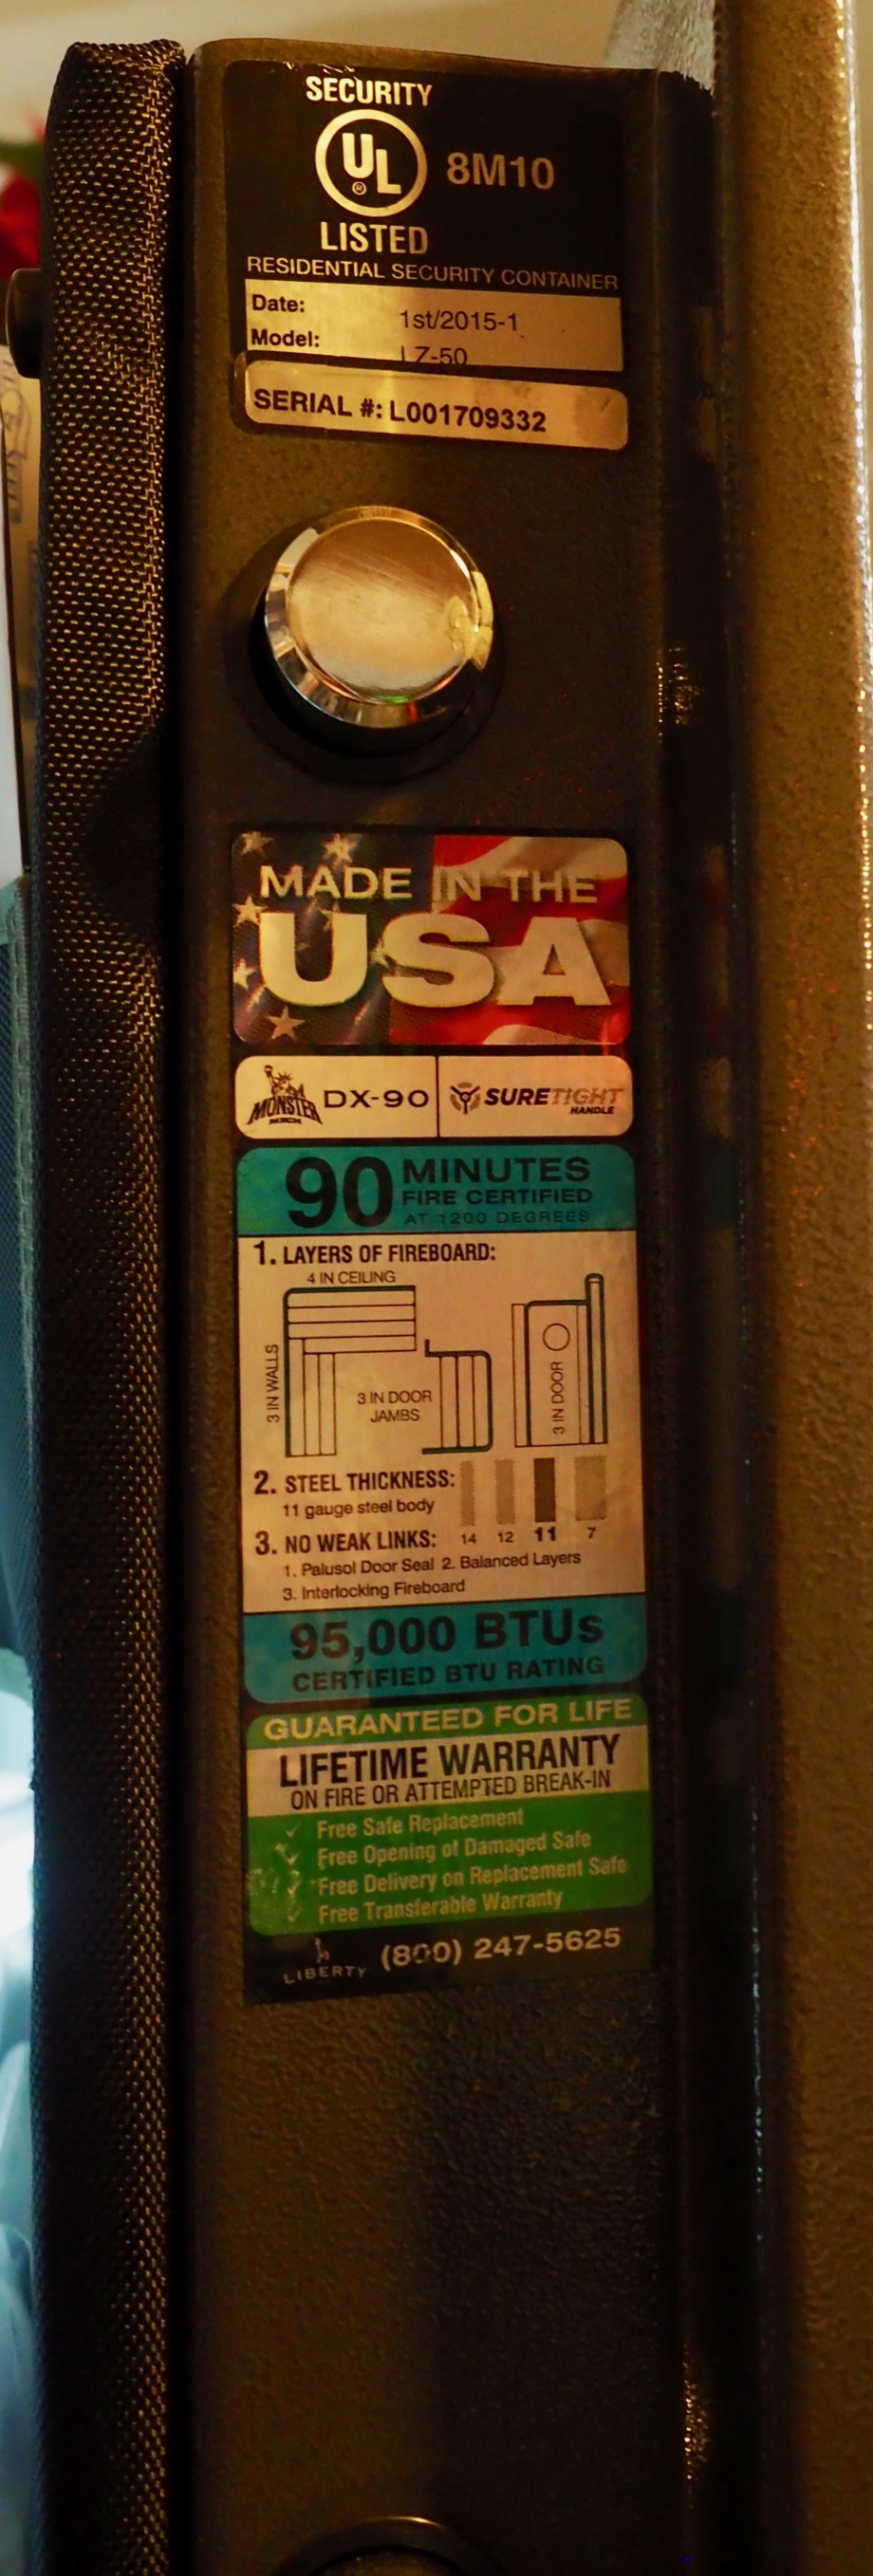 SECURITY
UL
®
8M10
LISTED
RESIDENTIAL SECURITY CONTAINER
Date: 1st/2015-1
Model: LZ-50
SERIAL #: L001709332
MADE IN THE
USA
MONSTER
MECH
DX-90
SURETIGHT
HANDLE
90 MINUTES
FIRE CERTIFIED
AT 1200 DEGREES
1. LAYERS OF FIREBOARD:
4 IN CEILING
3 IN WALLS
3 IN DOOR
JAMBS
3 IN DOOR
2. STEEL THICKNESS:
11 gauge steel body
14 12 11 7
3. NO WEAK LINKS:
1. Palusol Door Seal 2. Balanced Layers
3. Interlocking Fireboard
95,000 BTUs
CERTIFIED BTU RATING
GUARANTEED FOR LIFE
LIFETIME WARRANTY
ON FIRE OR ATTEMPTED BREAK-IN
Free Safe Replacement
Free Opening of Damaged Safe
Free Delivery on Replacement Safe
Free Transferable Warranty
LIBERTY (800) 247-5625